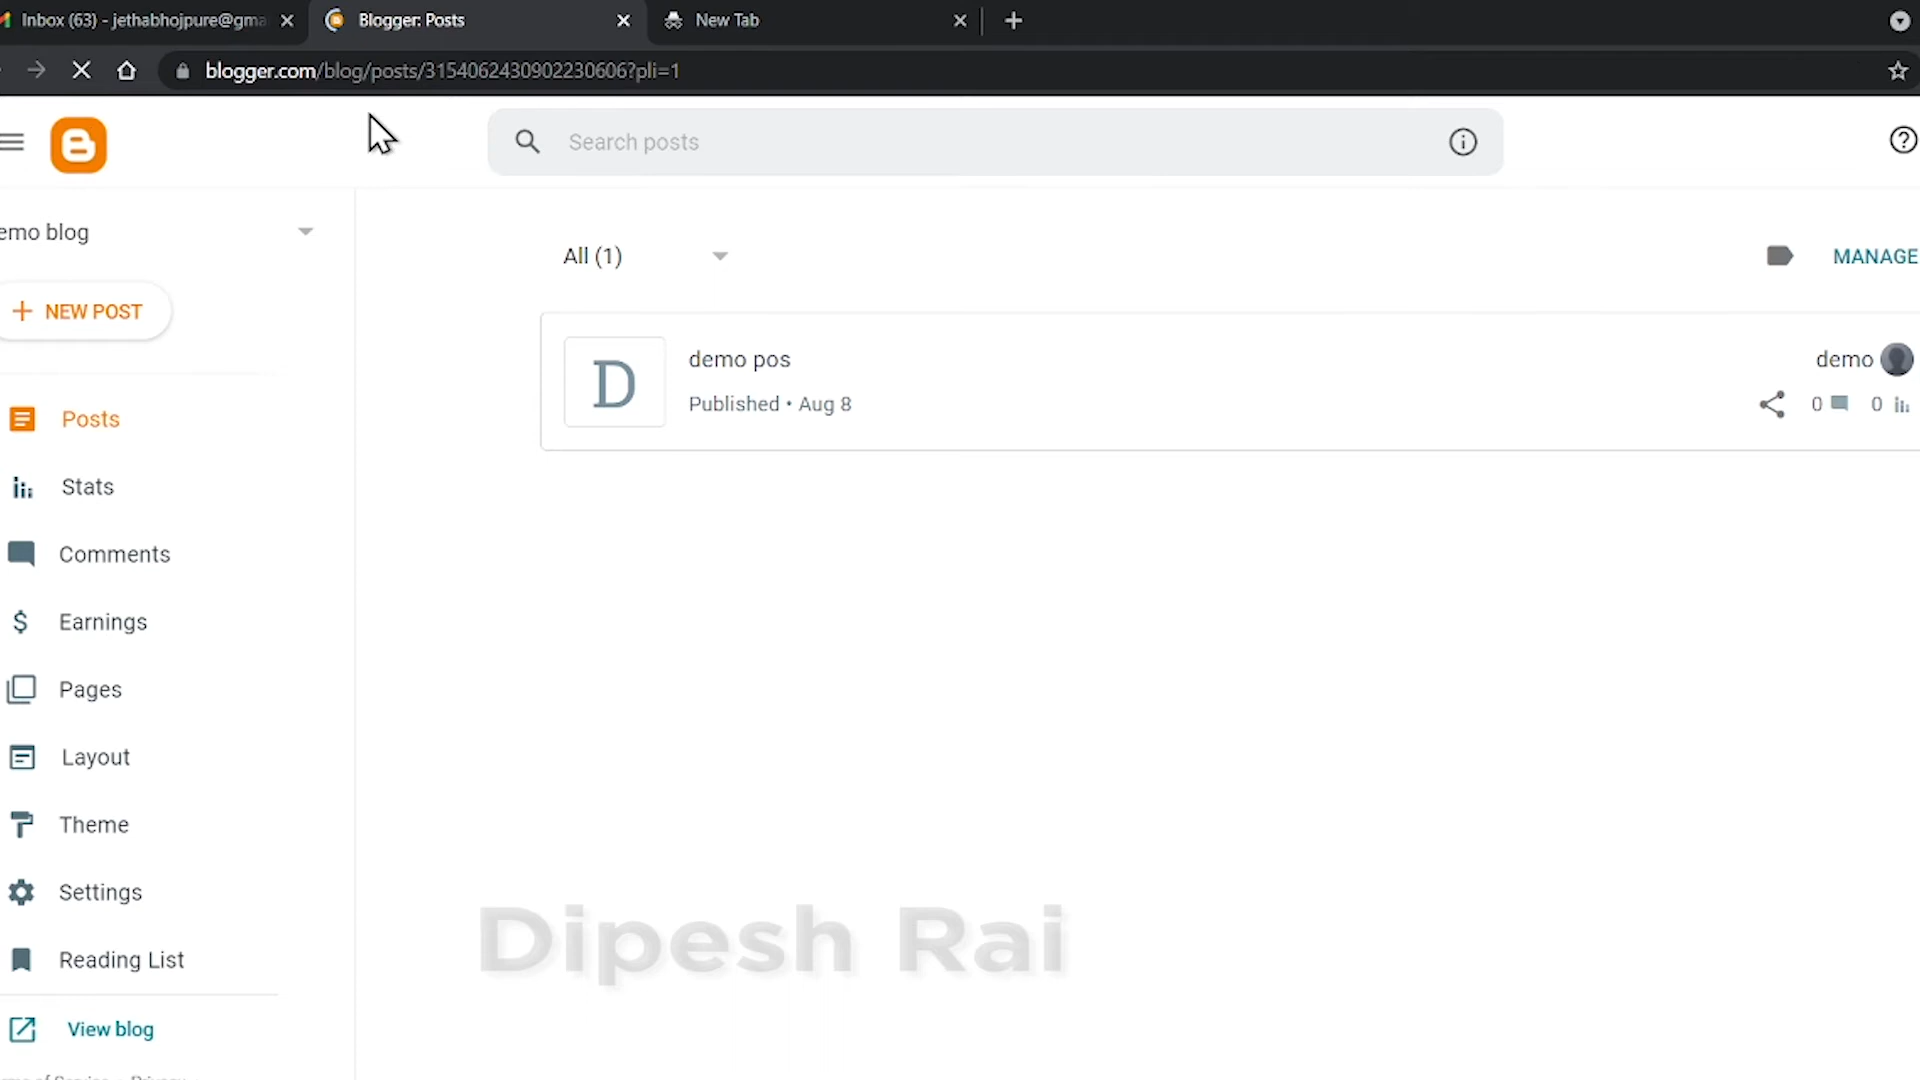 Inbox (63) - jethabhojpure@gma
Blogger: Posts
New Tab
blogger.com/blog/posts/3154062430902230606?pli=1
Search posts
emo blog
All (1)
MANAGE
NEW POST
D
demo pos
demo
Published • Aug 8
0
0
Posts
Stats
Comments
Earnings
Pages
Layout
Theme
Settings
Reading List
Dipesh Rai
View blog